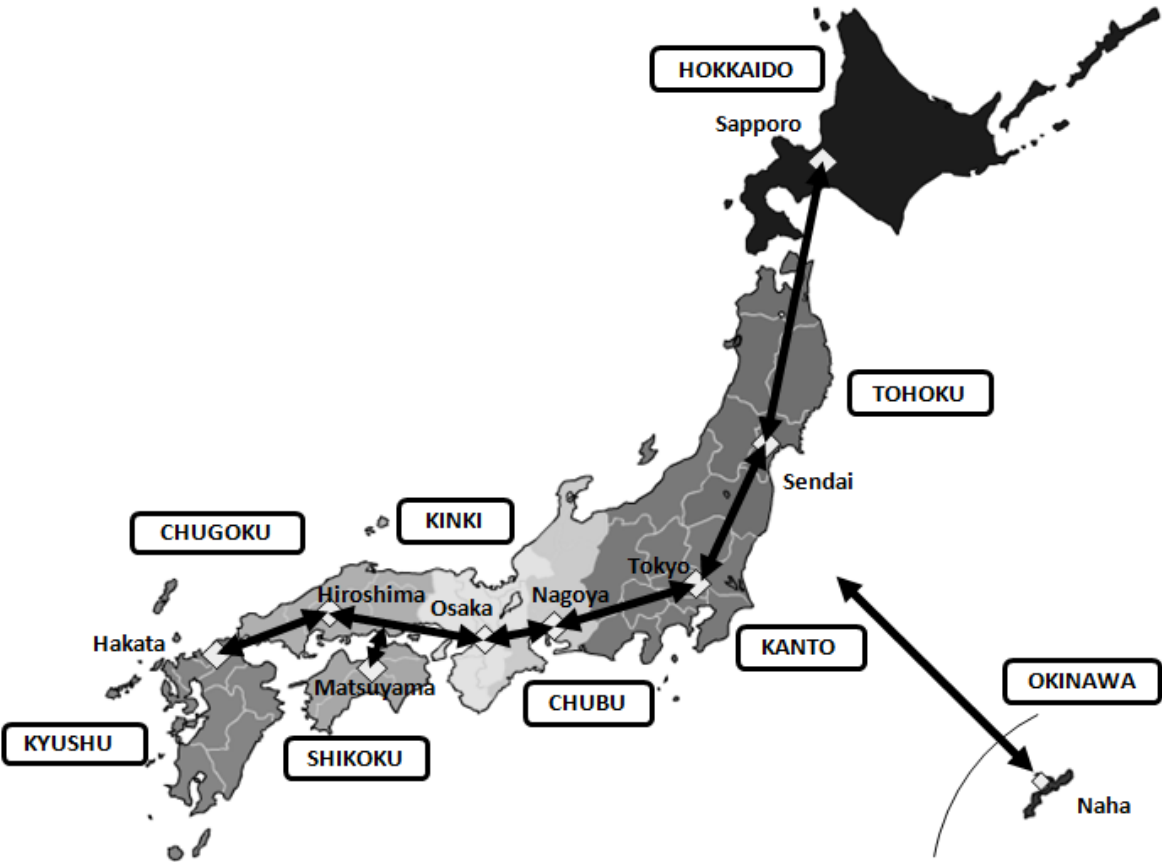 HOKKAIDO
Sapporo
TOHOKU
Sendai
KINKI
CHUGOKU
Tokyo
Hiroshima
Nagoya
Osaka
Hakata
KANTO
OKINAWA
Matsuyama
CHUBU
KYUSHU
SHIKOKU
Naha